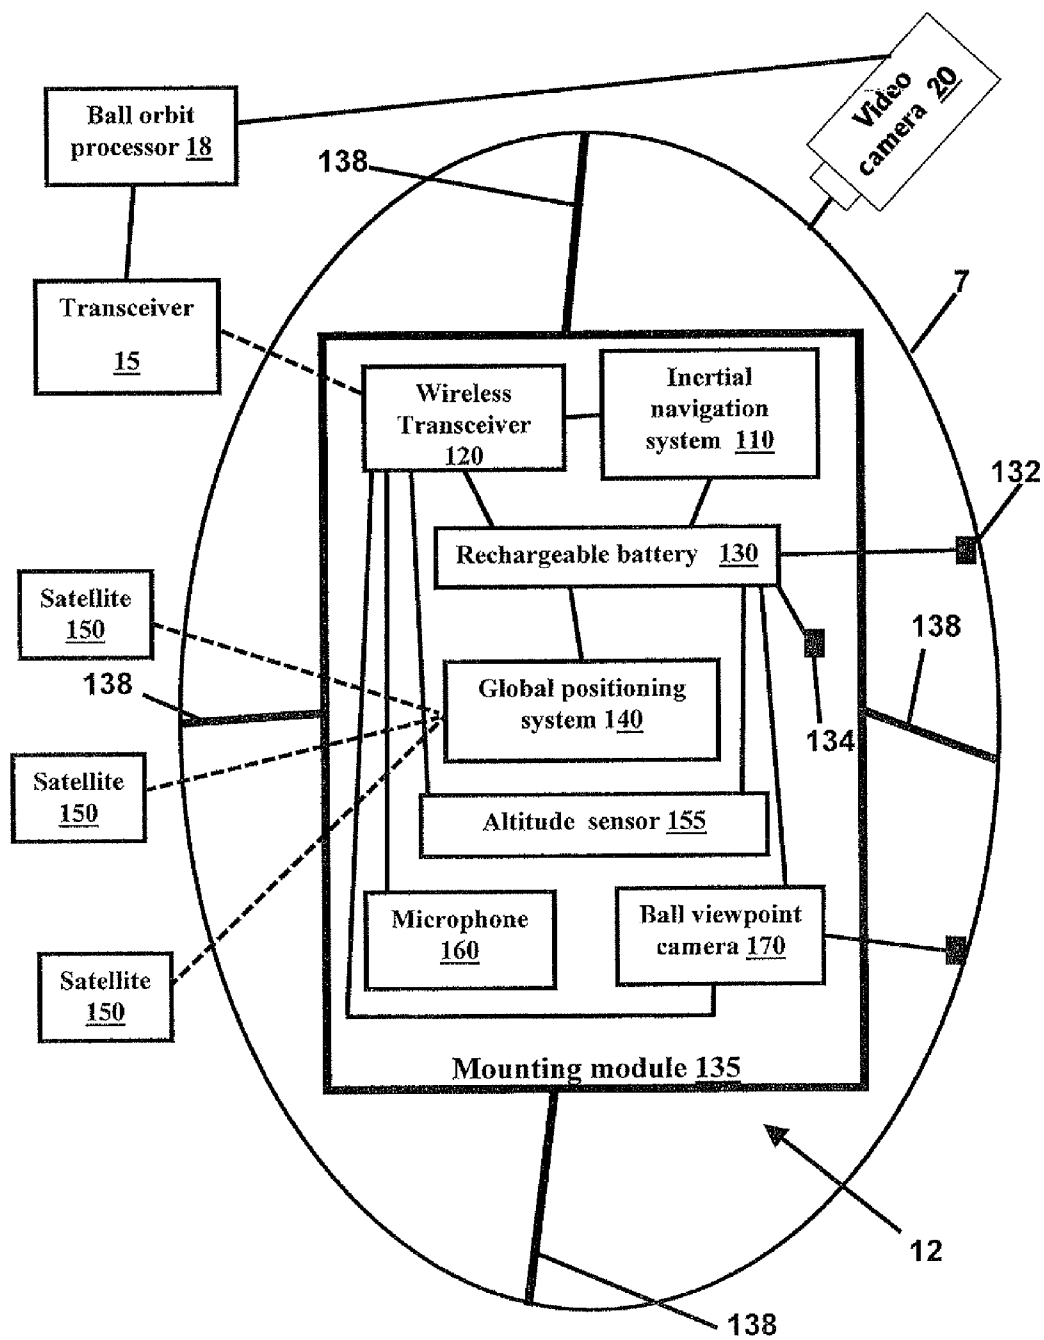 Video
camera 20
Ball orbit
processor 18
138
7
Transceiver
15
Wireless
Transceiver
120
Inertial
navigation
system 110
132
Rechargeable battery 130
Satellite
150
138
138
Global positioning
system 140
134
Satellite
150
Altitude sensor 155
Microphone
160
Ball viewpoint
camera 170
Satellite
150
Mounting module 135
12
138